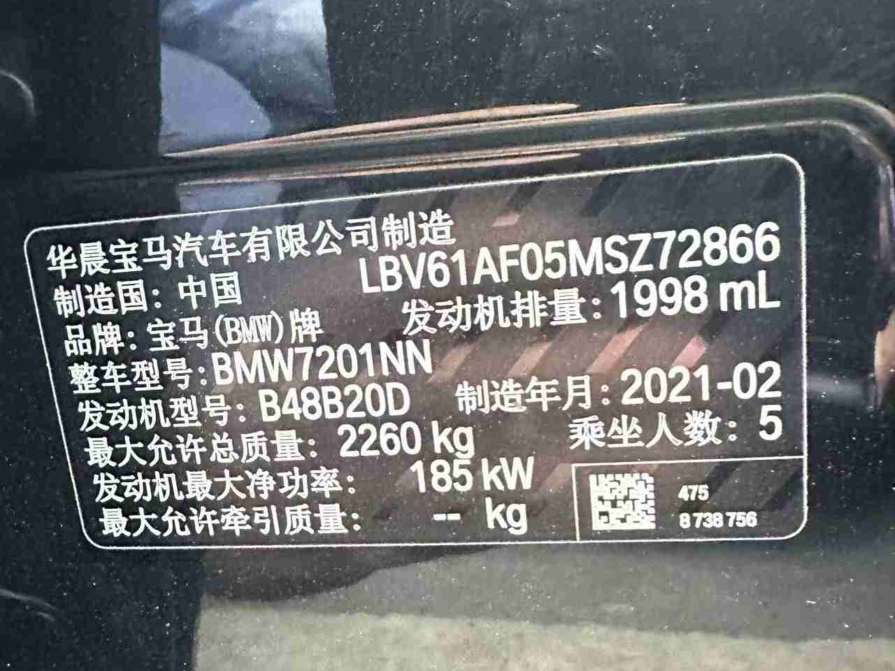 华晨宝马汽车有限公司制造
制造国：中国 LBV61AF05MSZ72866
品牌：宝马(BMW)牌 发动机排量：1998 mL
整车型号：BMW7201NN
发动机型号：B48B20D 制造年月：2021-02
最大允许总质量：2260 kg 乘坐人数：5
发动机最大净功率： 185 kW
最大允许牵引质量： -- kg
475
8 738 756